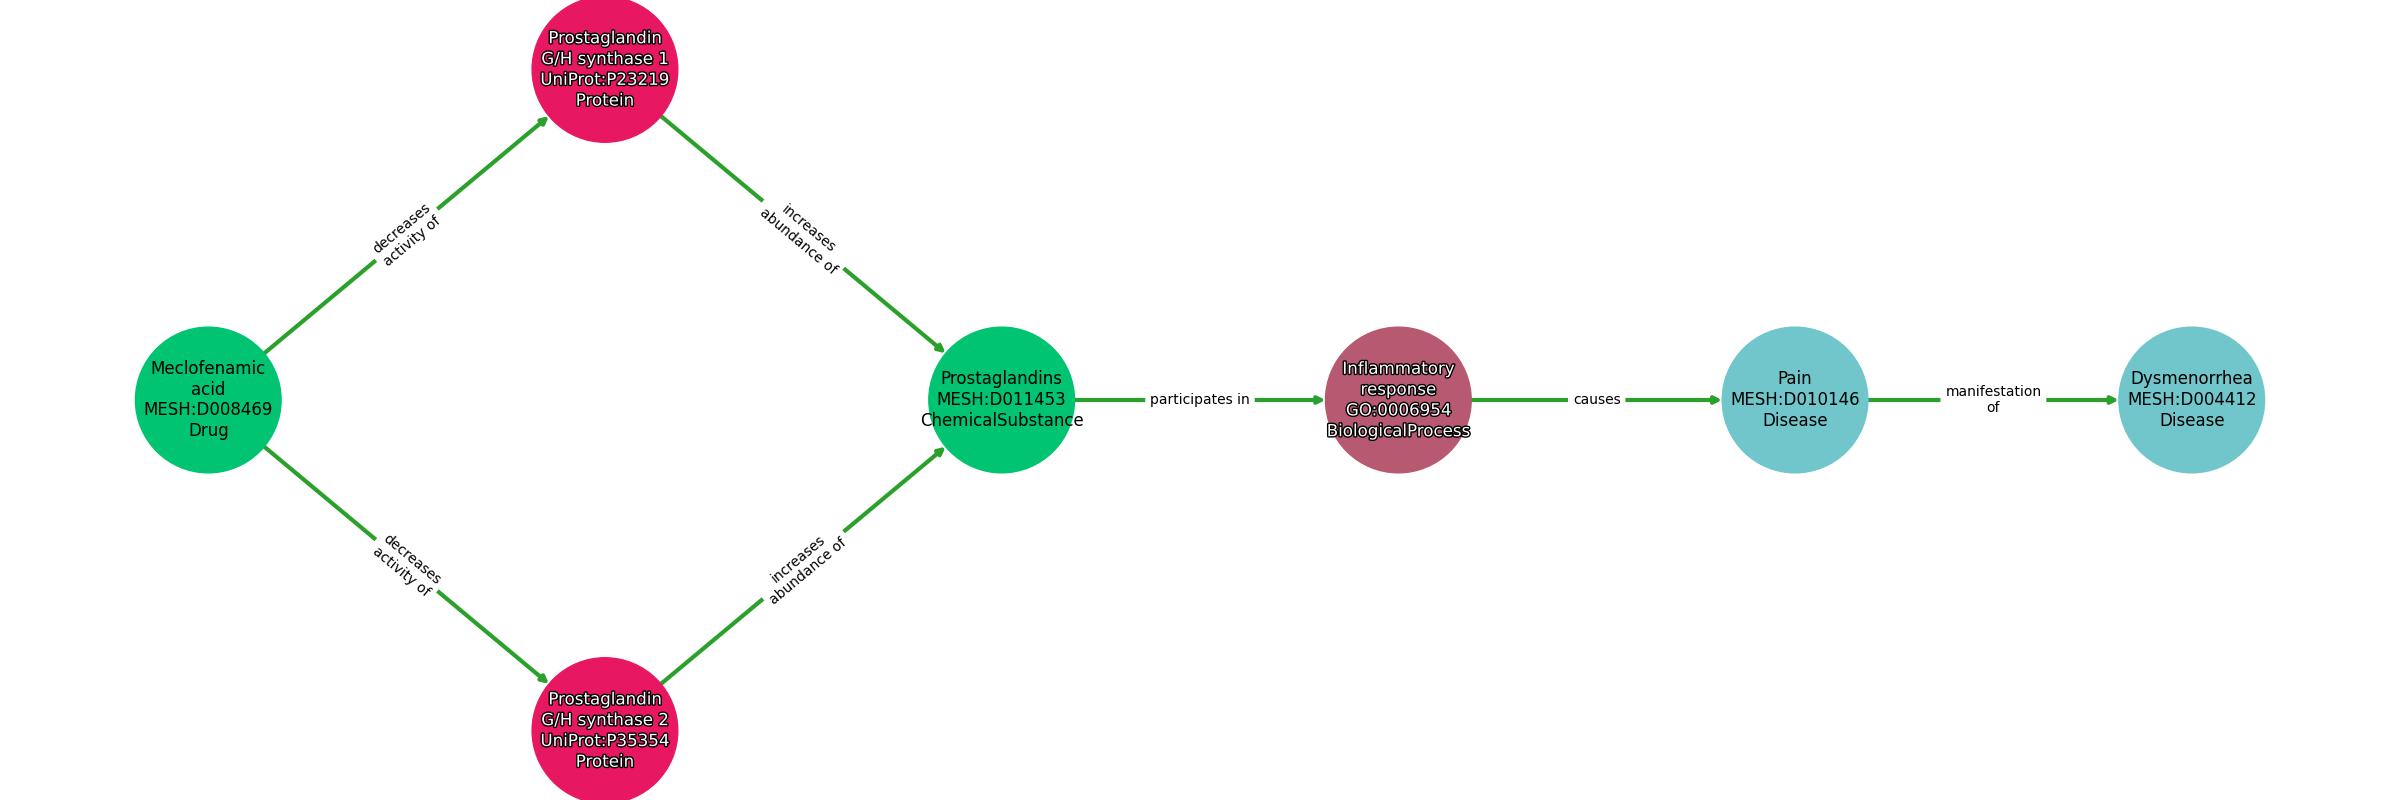 Prostaglandin
G/H synthase 1
UniProt:P23219
Protein
decreases
activity of
increases
abundance of
Meclofenamic
acid
MESH:D008469
Drug
Prostaglandins
MESH:D011453
ChemicalSubstance
participates in
Inflammatory
response
GO:0006954
BiologicalProcess
causes
Pain
MESH:D010146
Disease
manifestation
of
Dysmenorrhea
MESH:D004412
Disease
decreases
activity of
increases
abundance of
Prostaglandin
G/H synthase 2
UniProt:P35354
Protein